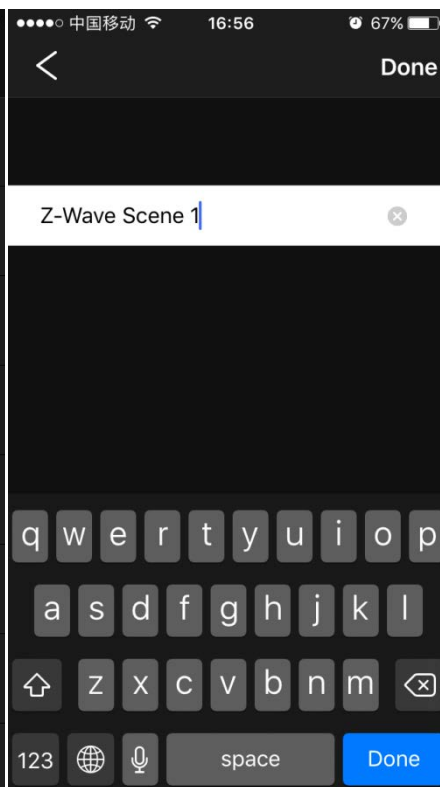 中国移动 16:56 67%
Done
Z-Wave Scene 1
q w e r t y u i o p
a s d f g h j k l
z x c v b n m
123 space Done